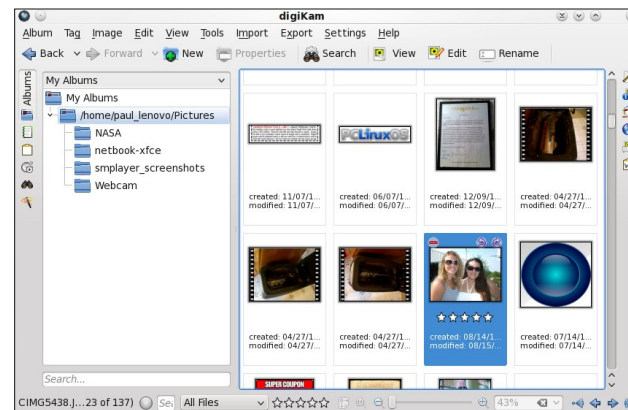 digiKam
Album Tag Image Edit View Tools Import Export Settings Help
Back Forward New Properties Search View Edit Rename
Albums
My Albums
My Albums
/home/paul_lenovo/Pictures
NASA
netbook-xfce
smplayer_screenshots
Webcam
PCLinuxOS
created: 11/07/1...
modified: 11/07/...
created: 06/07/1...
modified: 06/07/...
created: 12/09/1...
modified: 12/09/...
created: 04/27/1...
modified: 04/27/...
created: 04/27/1...
modified: 04/27/...
created: 04/27/1...
modified: 04/27/...
created: 08/14/1...
modified: 08/15/...
created: 07/14/1...
modified: 07/14/...
SUPER COUPON
Search...
CIMG5438.J...23 of 137) Sea All Files 43%